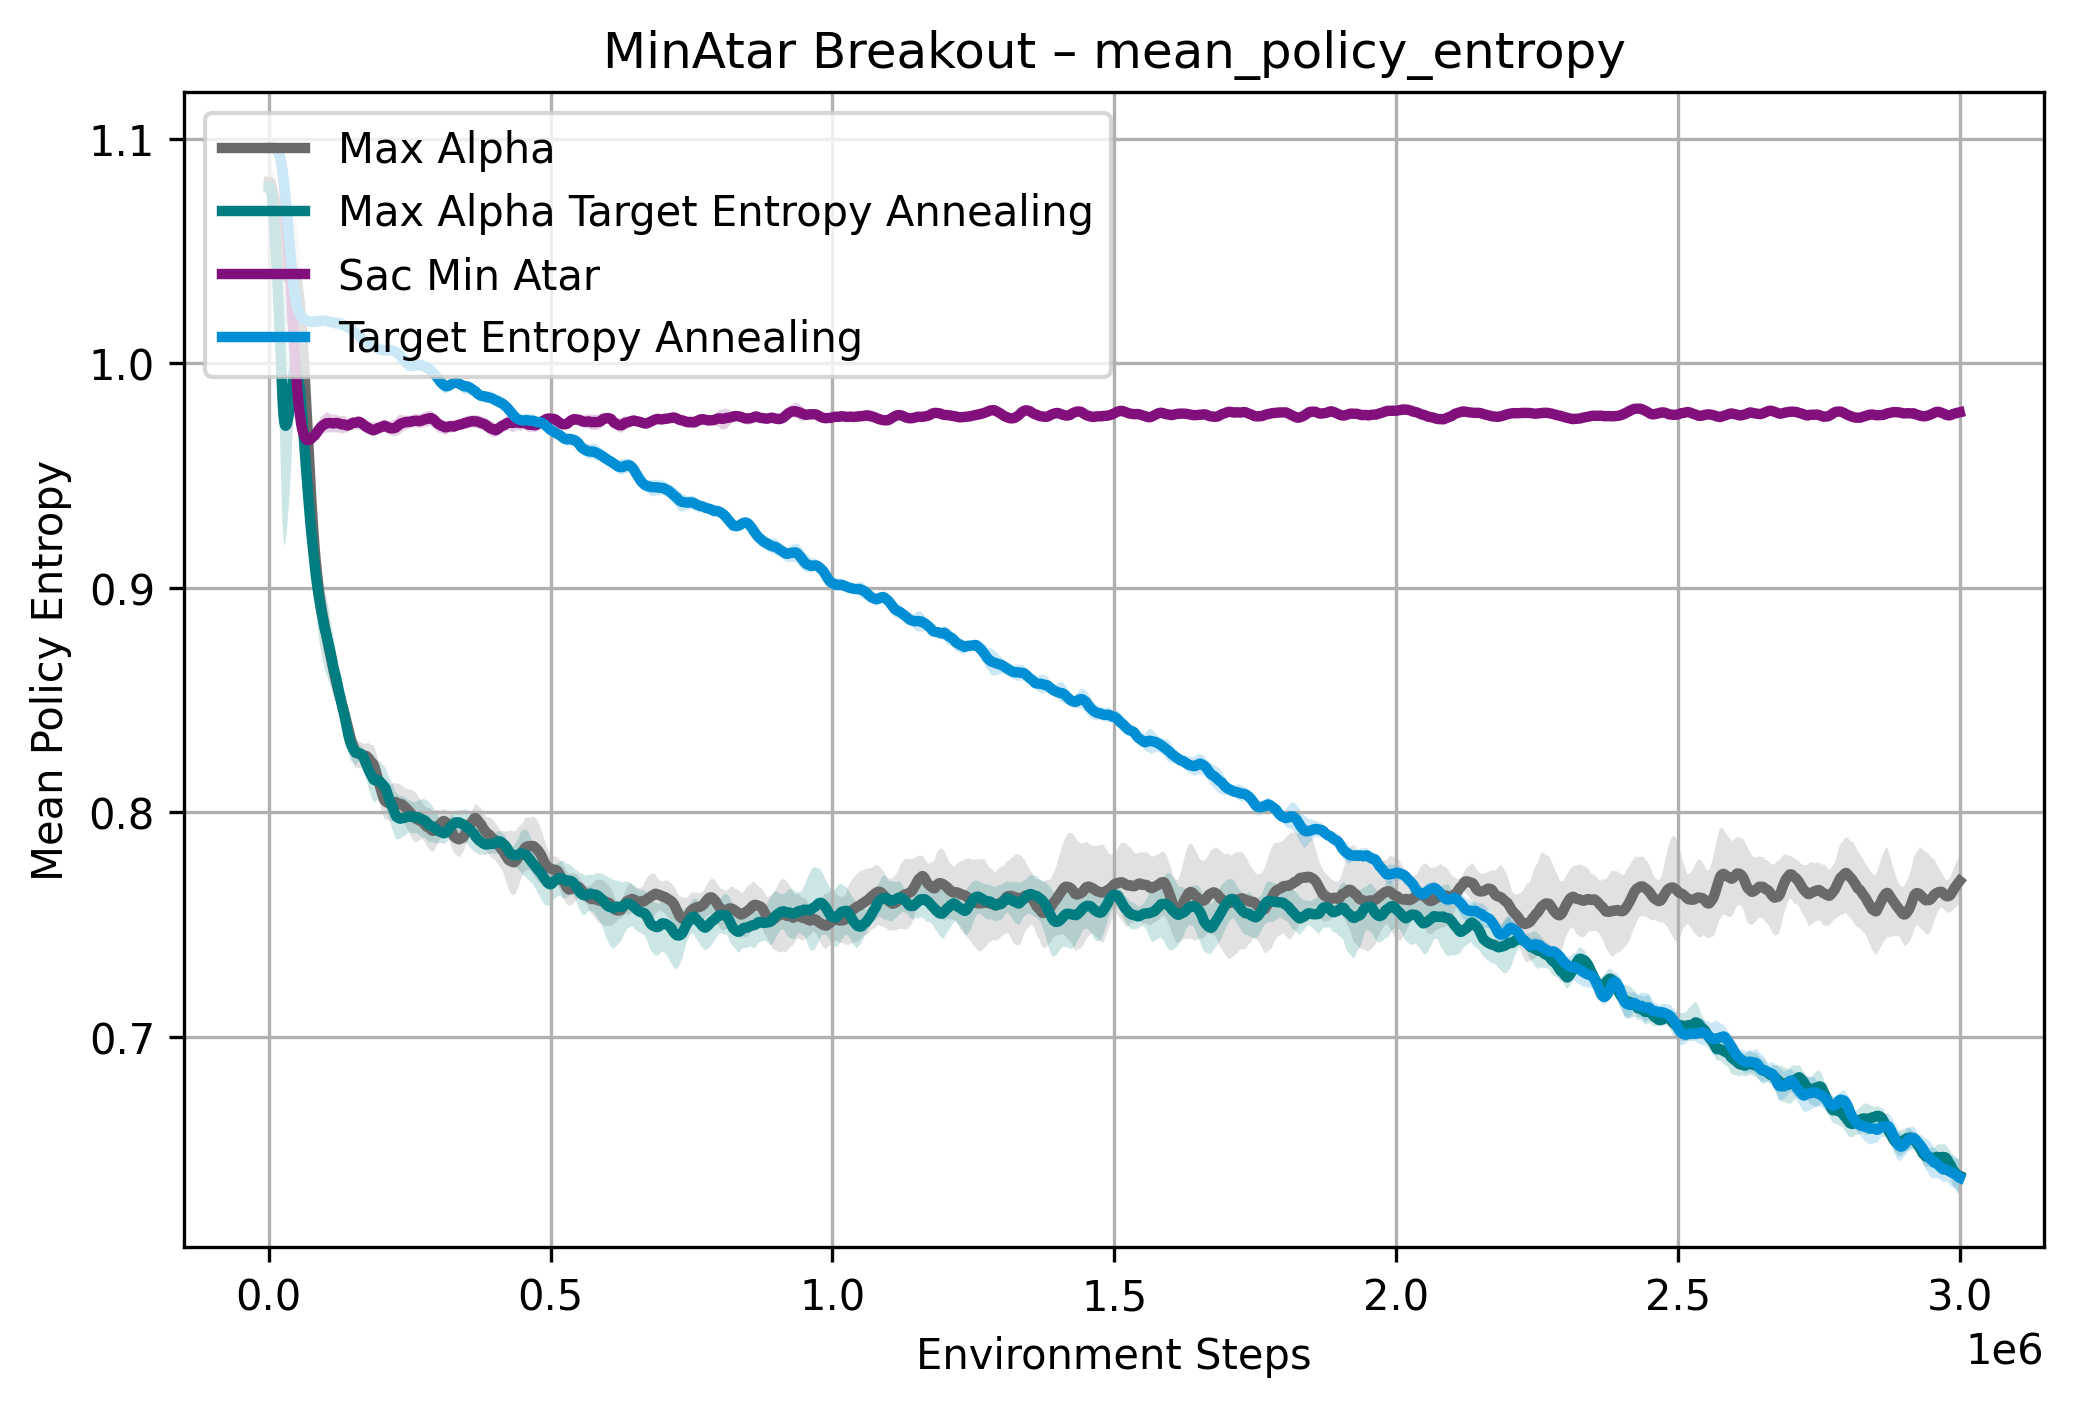 MinAtar Breakout – mean_policy_entropy
Max Alpha
Max Alpha Target Entropy Annealing
Sac Min Atar
Target Entropy Annealing
Mean Policy Entropy
1.1
1.0
0.9
0.8
0.7
0.0 0.5 1.0 1.5 2.0 2.5 3.0
1e6
Environment Steps